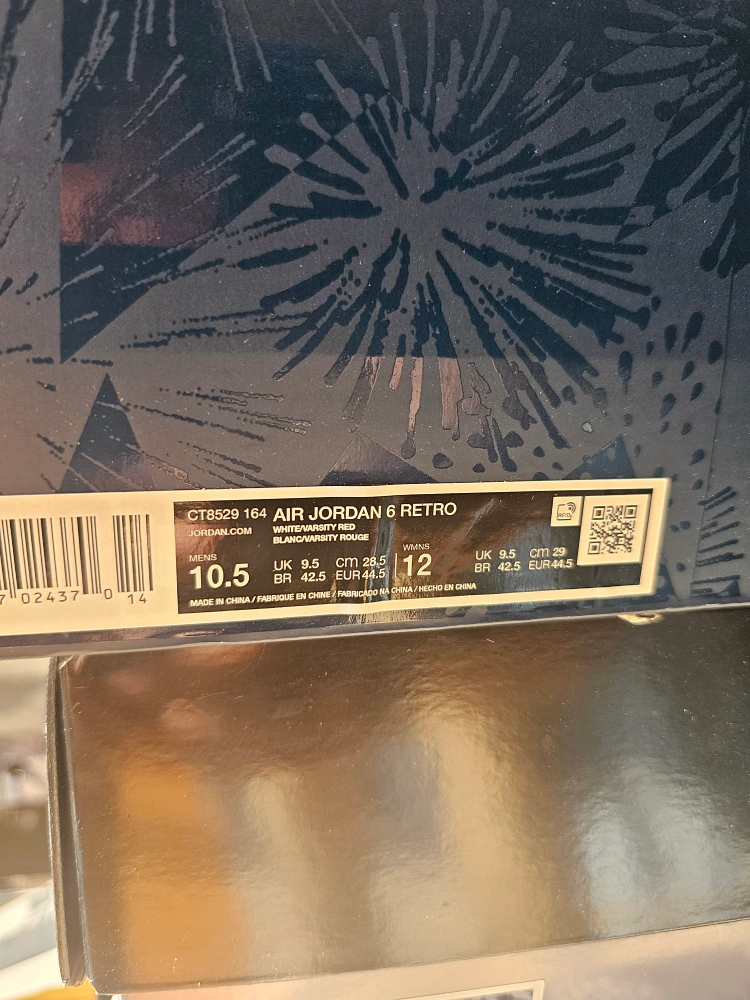 CT8529 164 AIR JORDAN 6 RETRO
JORDAN.COM
WHITE/VARSITY RED
BLANC/VARSITY ROUGE
RFID
MENS
10.5
UK 9.5 cm 28.5
BR 42.5 EUR 44.5
WMNS
12
UK 9.5 cm 29
BR 42.5 EUR 44.5
MADE IN CHINA / FABRIQUE EN CHINE / FABRICADO NA CHINA / HECHO EN CHINA
7 02437 0 14